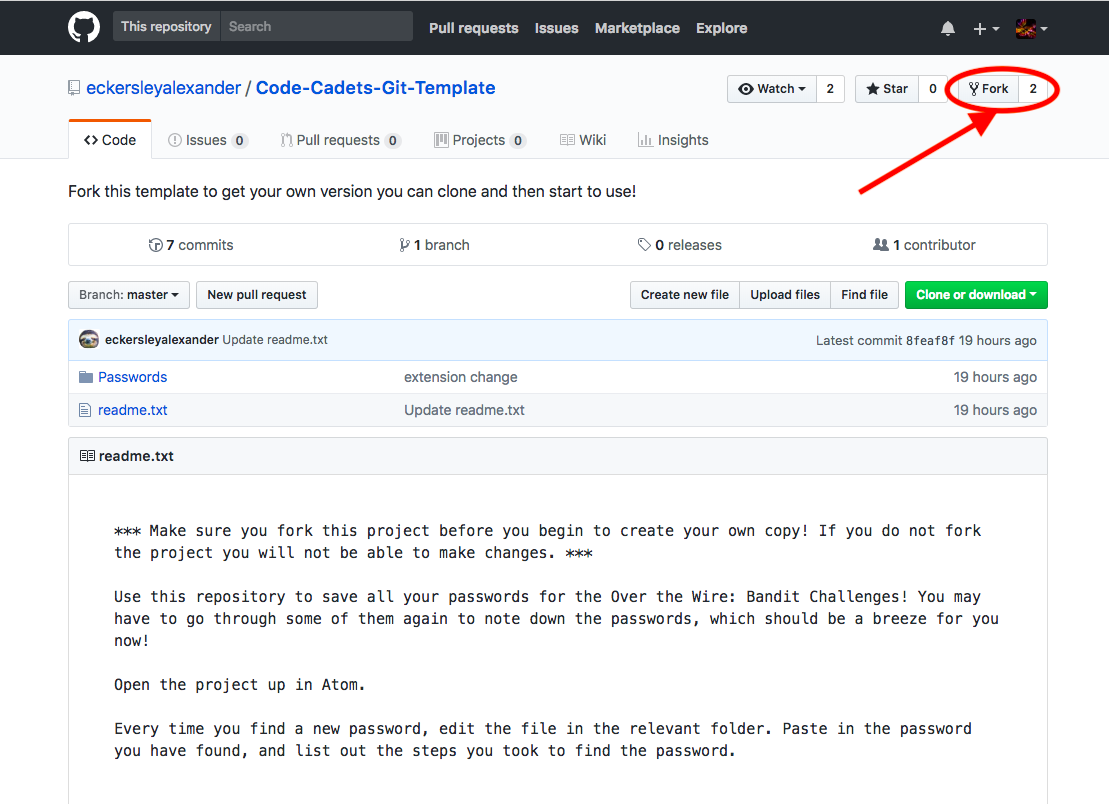 This repository Search Pull requests Issues Marketplace Explore
eckersleyalexander / Code-Cadets-Git-Template Watch 2 Star 0 Fork 2
Code Issues 0 Pull requests 0 Projects 0 Wiki Insights
Fork this template to get your own version you can clone and then start to use!
7 commits 1 branch 0 releases 1 contributor
Branch: master New pull request Create new file Upload files Find file Clone or download
eckersleyalexander Update readme.txt Latest commit 8feaf8f 19 hours ago
Passwords extension change 19 hours ago
readme.txt Update readme.txt 19 hours ago
readme.txt
*** Make sure you fork this project before you begin to create your own copy! If you do not fork
the project you will not be able to make changes. ***
Use this repository to save all your passwords for the Over the Wire: Bandit Challenges! You may
have to go through some of them again to note down the passwords, which should be a breeze for you
now!
Open the project up in Atom.
Every time you find a new password, edit the file in the relevant folder. Paste in the password
you have found, and list out the steps you took to find the password.